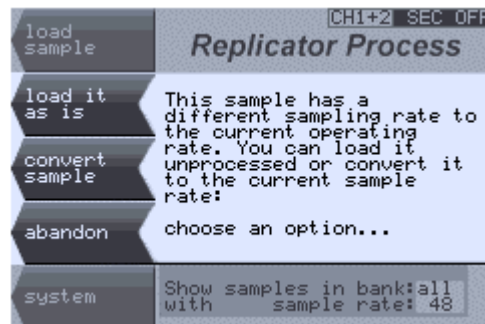 CH1+2 SEC OFF
load
sample
Replicator Process
load it
as is
convert
sample
abandon
This sample has a
different sampling rate to
the current operating
rate. You can load it
unprocessed or convert it
to the current sample
rate:
choose an option...
system
Show samples in bank:all
with sample rate: 48